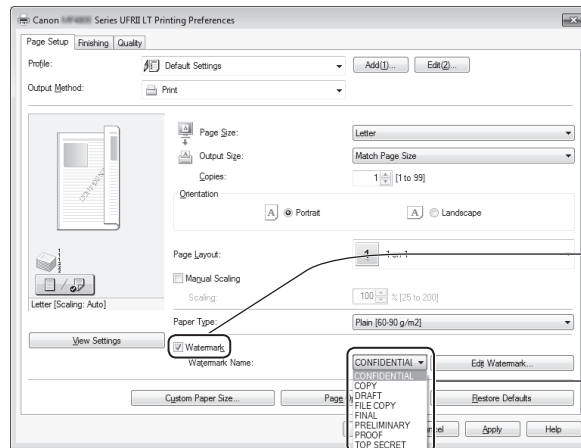 Canon Series UFRII LT Printing Preferences
Page Setup Finishing Quality
Profile: Default Settings Add(1)... Edit(2)...
Output Method: Print
Page Size: Letter
Output Size: Match Page Size
Copies: 1 [1 to 99]
Orientation
A Portrait A Landscape
CONFIDENTIAL
Page Layout: 1 1 on 1
Manual Scaling
Scaling: 100 % [25 to 200]
Letter [Scaling: Auto]
Paper Type: Plain [60-90 g/m2]
View Settings
Watermark
Watermark Name: CONFIDENTIAL Edit Watermark...
CONFIDENTIAL
COPY
DRAFT
FILE COPY
FINAL
PRELIMINARY
PROOF
TOP SECRET
Custom Paper Size... Page Restore Defaults
Apply Help